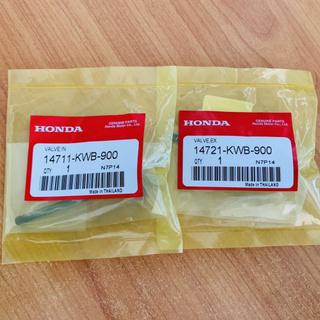 GENUINE PARTS
Honda Motor Co., Ltd.
HONDA
VALVE,IN
14711-KWB-900
QTY 1 N7P14
Made in THAILAND
GENUINE PARTS
Honda Motor Co., Ltd.
HONDA
VALVE,EX
14721-KWB-900
QTY 1 N7P14
Made in THAILAND